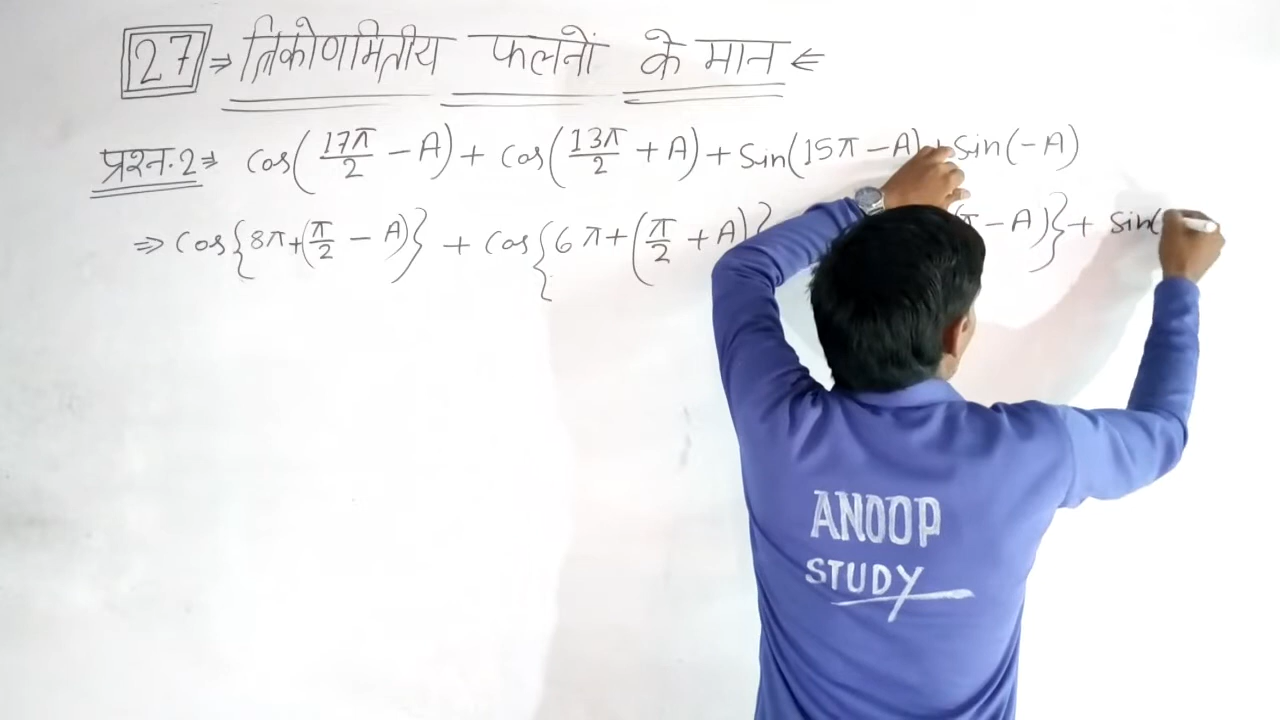 27 ⇒ त्रिकोणमितीय फलनों के मान ⇐
प्रश्न.2⇒ cos(17π/2 − A) + cos(13π/2 + A) + sin(15π − A) + sin(−A)
⇒ cos{8π+(π/2 − A)} + cos{6π+(π/2 + A)} (π − A)} + sin(
ANOOP
STUDY